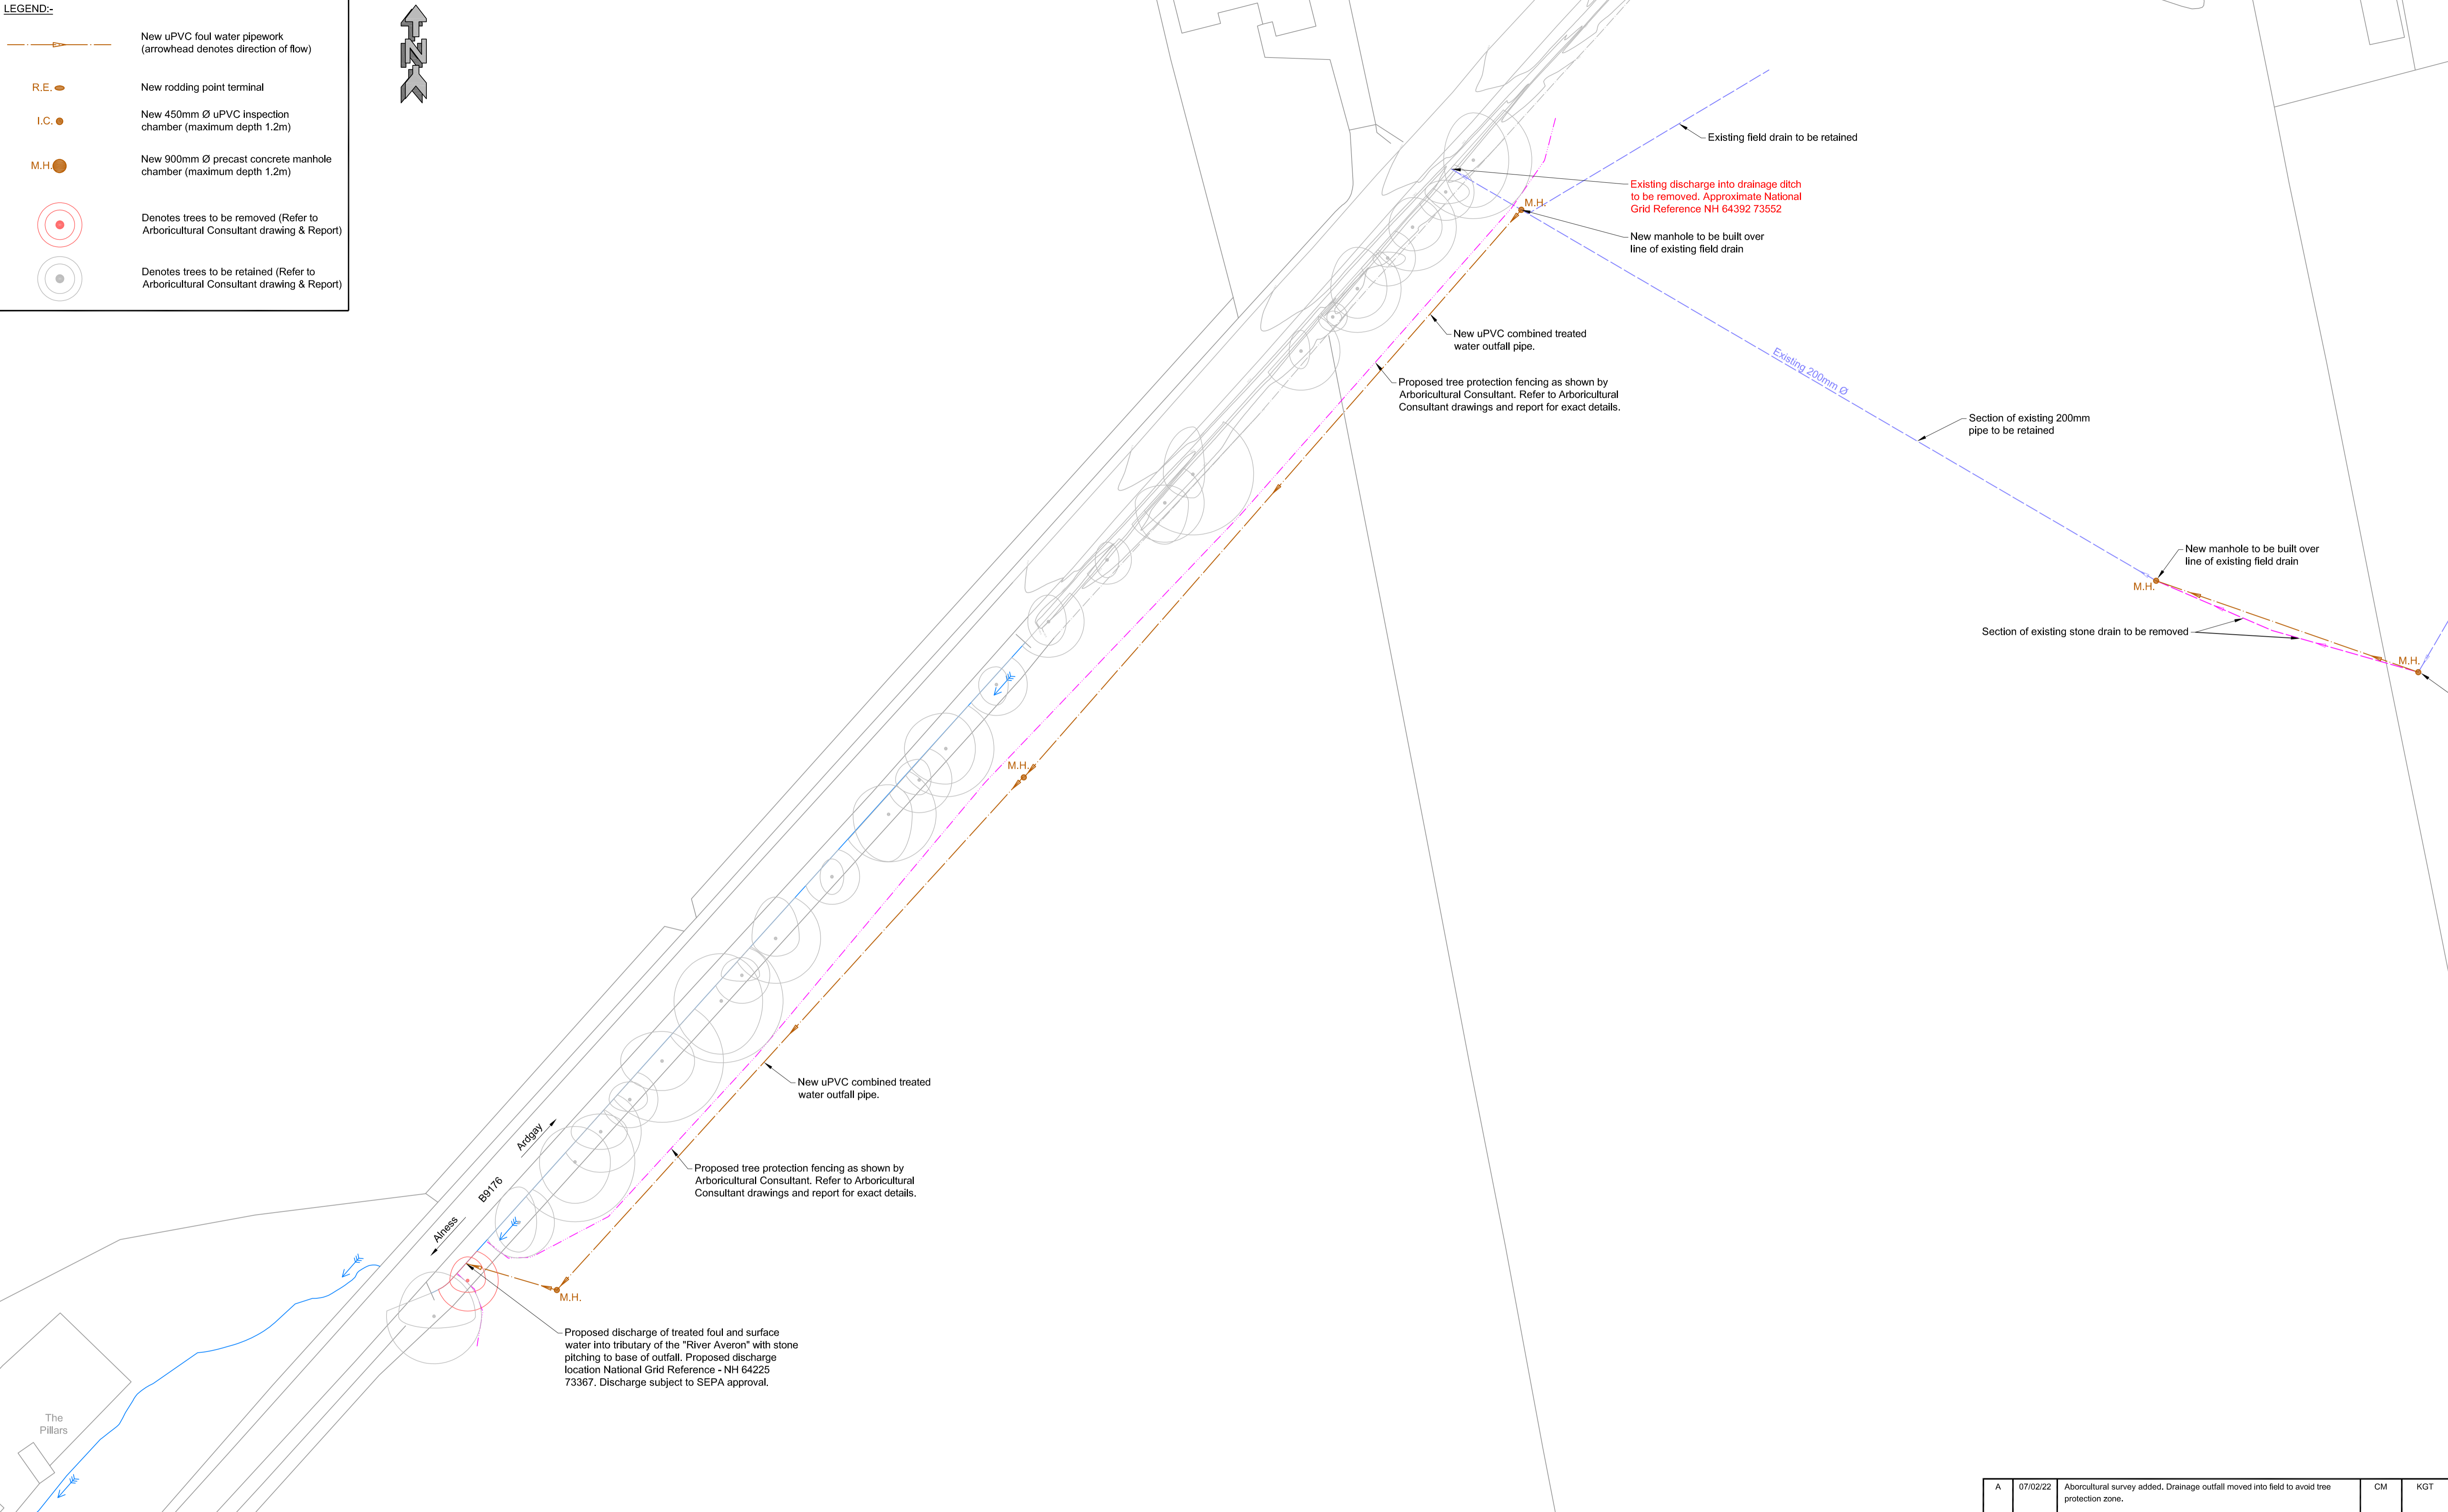 LEGEND:-
New uPVC foul water pipework
(arrowhead denotes direction of flow)
R.E.
New rodding point terminal
I.C.
New 450mm Ø uPVC inspection
chamber (maximum depth 1.2m)
M.H.
New 900mm Ø precast concrete manhole
chamber (maximum depth 1.2m)
Denotes trees to be removed (Refer to
Arboricultural Consultant drawing & Report)
Denotes trees to be retained (Refer to
Arboricultural Consultant drawing & Report)
N
Existing field drain to be retained
Existing discharge into drainage ditch
to be removed. Approximate National
Grid Reference NH 64392 73552
M.H.
New manhole to be built over
line of existing field drain
New uPVC combined treated
water outfall pipe.
Proposed tree protection fencing as shown by
Arboricultural Consultant. Refer to Arboricultural
Consultant drawings and report for exact details.
Existing 200mm Ø
Section of existing 200mm
pipe to be retained
New manhole to be built over
line of existing field drain
M.H.
Section of existing stone drain to be removed
M.H.
M.H.
New uPVC combined treated
water outfall pipe.
Ardgay
B9176
Alness
Proposed tree protection fencing as shown by
Arboricultural Consultant. Refer to Arboricultural
Consultant drawings and report for exact details.
M.H.
Proposed discharge of treated foul and surface
water into tributary of the "River Averon" with stone
pitching to base of outfall. Proposed discharge
location National Grid Reference - NH 64225
73367. Discharge subject to SEPA approval.
The
Pillars
A 07/02/22 Aborcultural survey added. Drainage outfall moved into field to avoid tree CM KGT
protection zone.